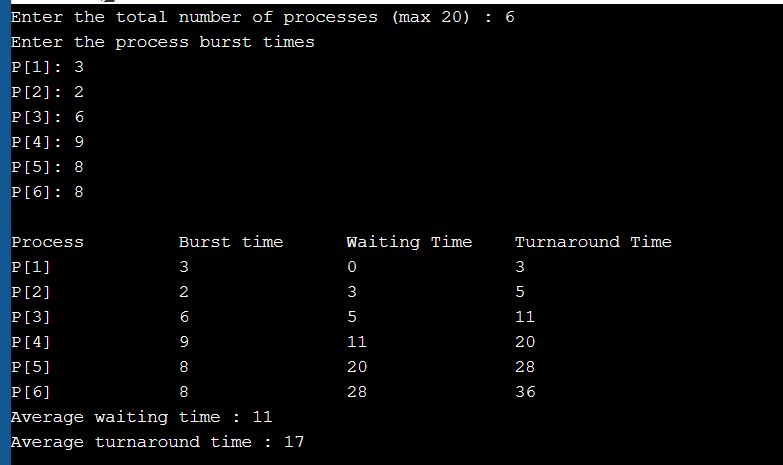 Enter the total number of processes (max 20) : 6
Enter the process burst times
P[1]: 3
P[2]: 2
P[3]: 6
P[4]: 9
P[5]: 8
P[6]: 8
Process Burst time Waiting Time Turnaround Time
P[1] 3 0 3
P[2] 2 3 5
P[3] 6 5 11
P[4] 9 11 20
P[5] 8 20 28
P[6] 8 28 36
Average waiting time : 11
Average turnaround time : 17